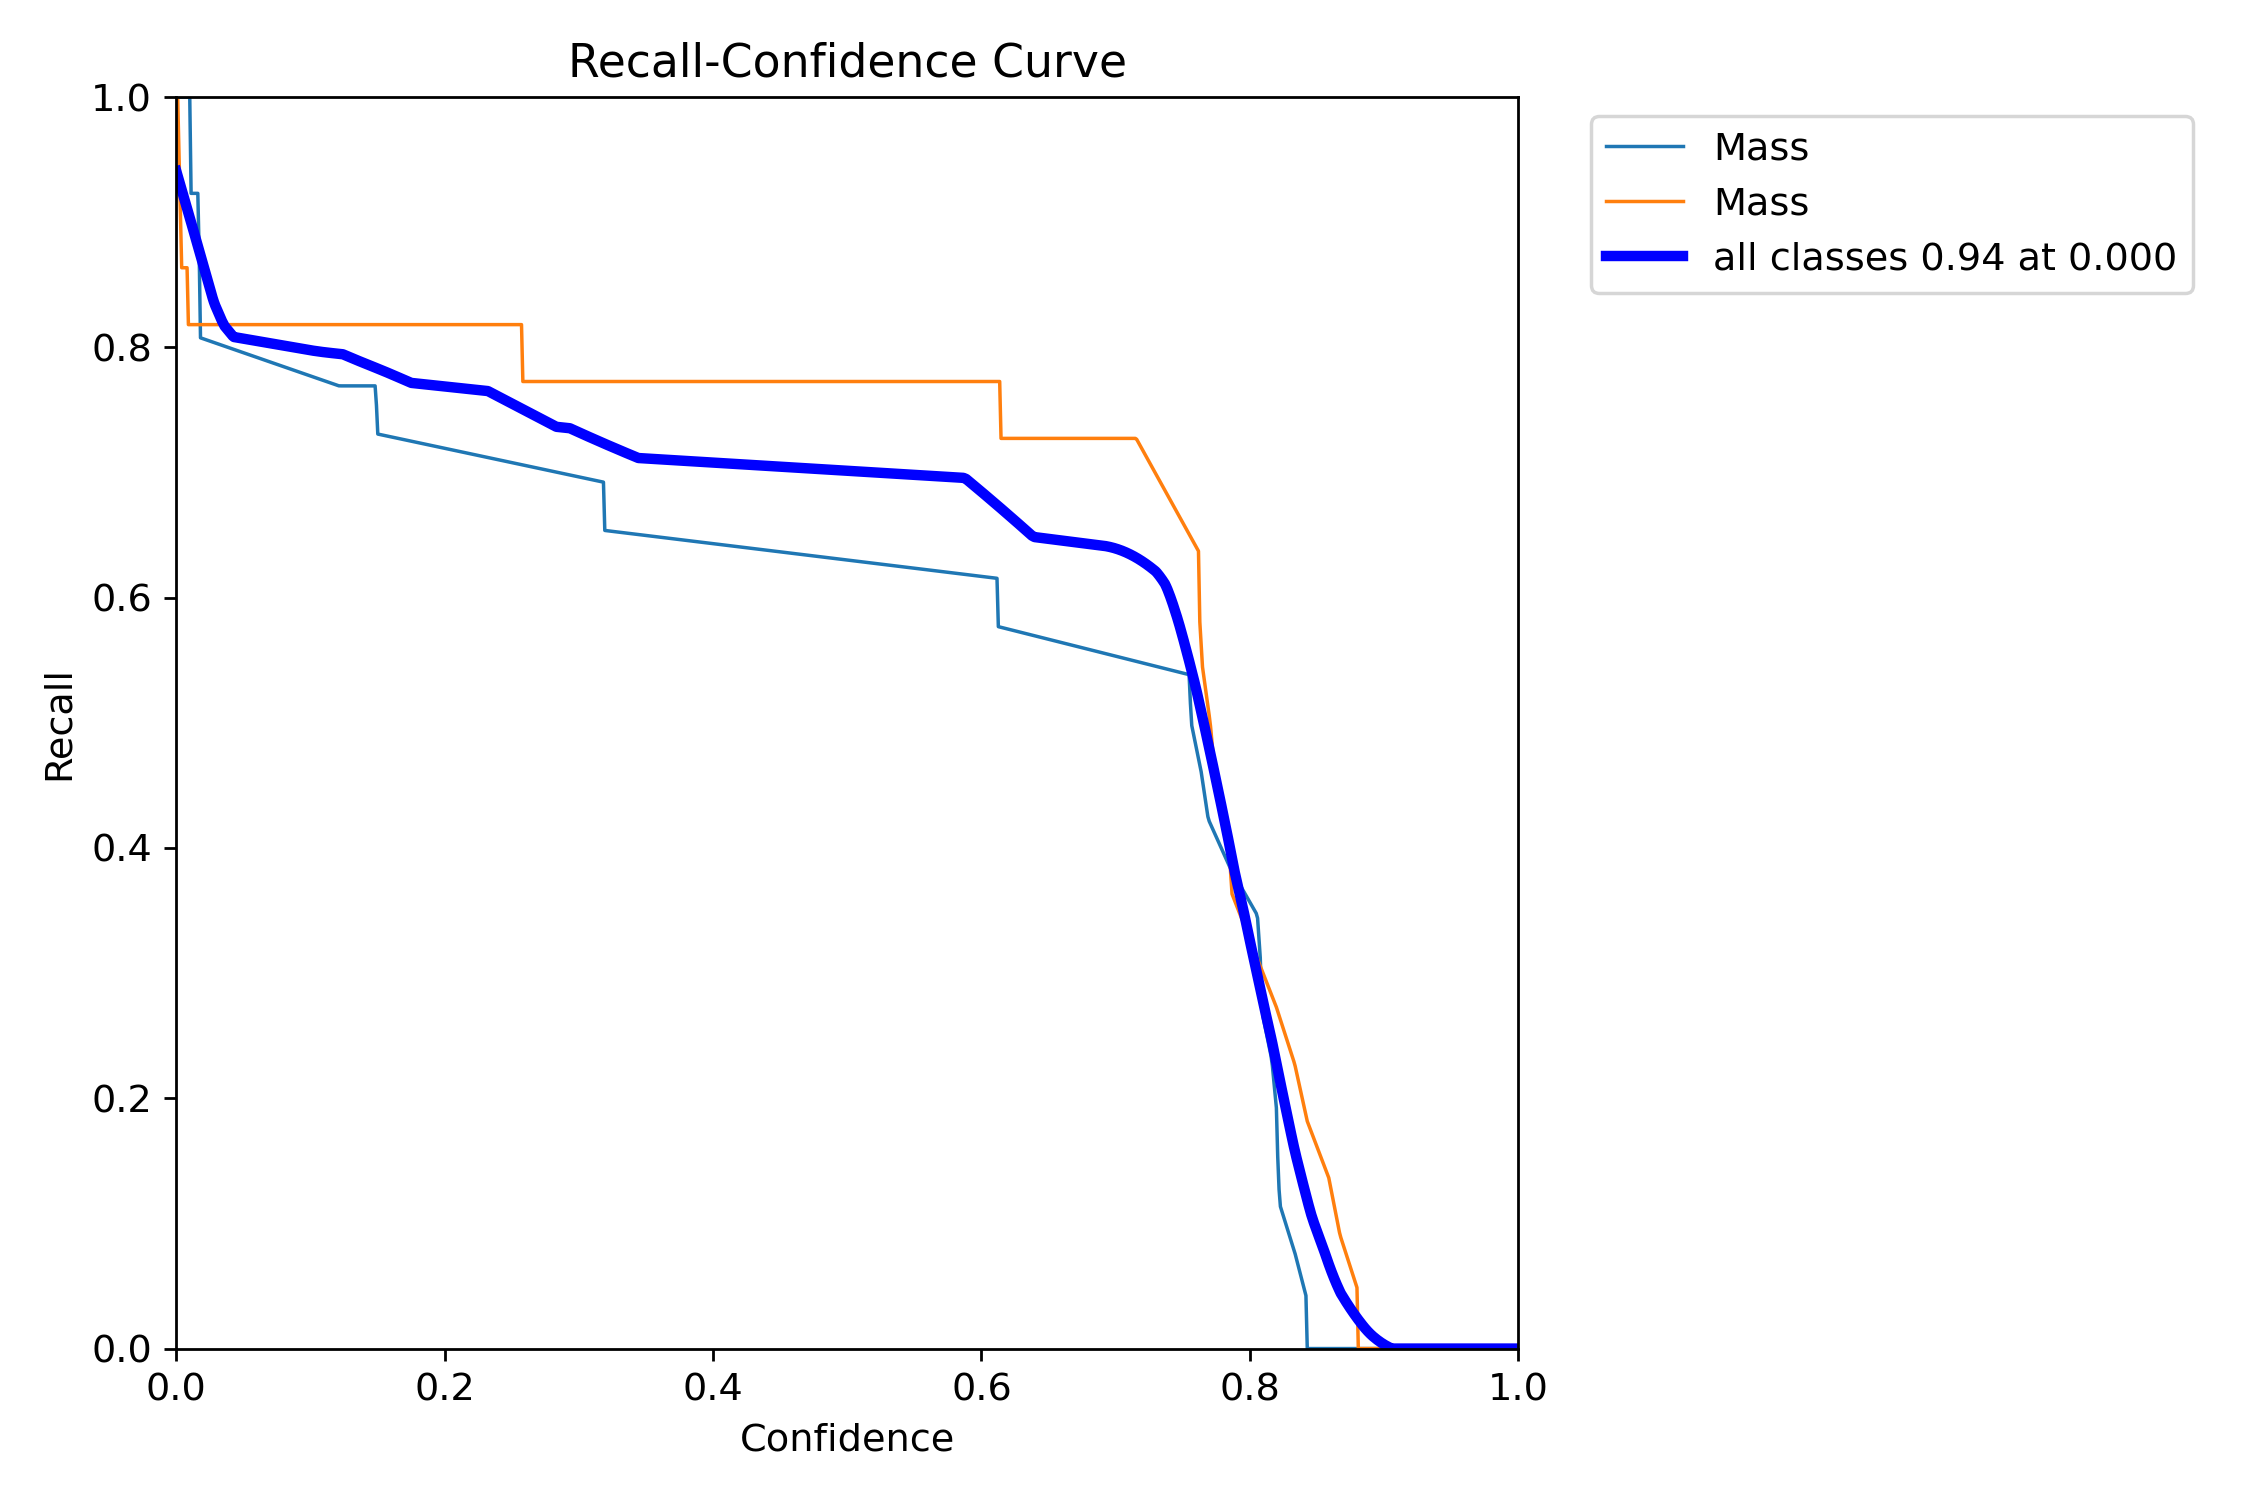 Recall-Confidence Curve
Mass
Mass
all classes 0.94 at 0.000
Recall
1.0
0.8
0.6
0.4
0.2
0.0
0.0 0.2 0.4 0.6 0.8 1.0
Confidence